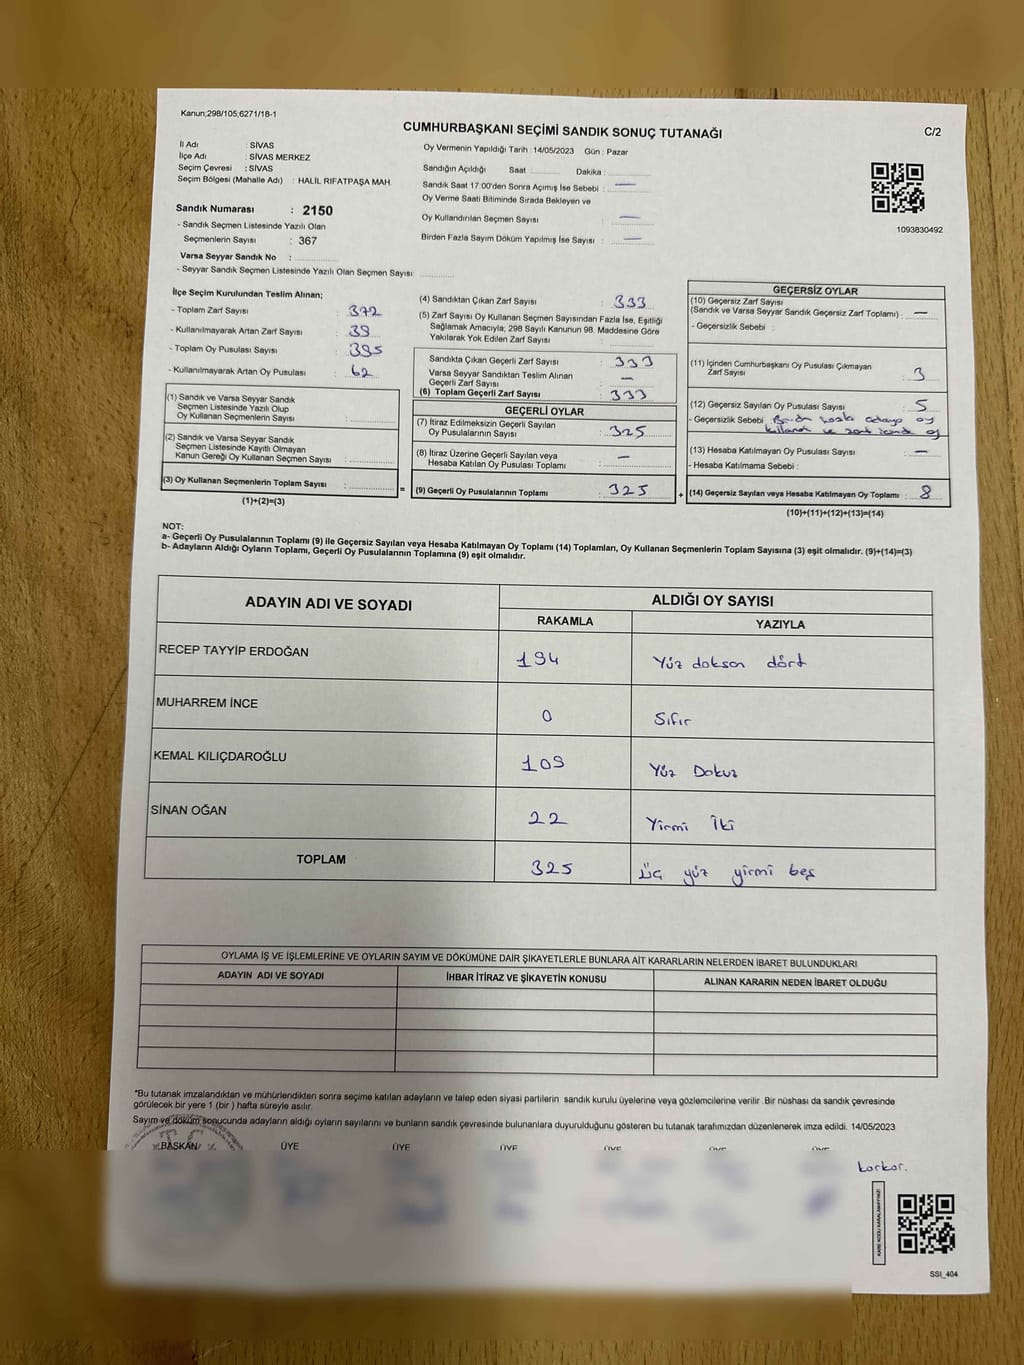 Kanun;298/105;6271/18-1
CUMHURBAŞKANI SEÇİMİ SANDIK SONUÇ TUTANAĞI
C/2
İl Adı : SİVAS
İlçe Adı : SİVAS MERKEZ
Seçim Çevresi : SİVAS
Seçim Bölgesi (Mahalle Adı) : HALİL RIFATPAŞA MAH.
Sandık Numarası : 2150
- Sandık Seçmen Listesinde Yazılı Olan
Seçmenlerin Sayısı : 367
Varsa Seyyar Sandık No :
- Seyyar Sandık Seçmen Listesinde Yazılı Olan Seçmen Sayısı:
Oy Vermenin Yapıldığı Tarih : 14/05/2023 Gün : Pazar
Sandığın Açıldığı Saat : Dakika :
Sandık Saat 17.00'den Sonra Açımış İse Sebebi : —
Oy Verme Saati Bitiminde Sırada Bekleyen ve
Oy Kullandırılan Seçmen Sayısı : —
Birden Fazla Sayım Döküm Yapılmış İse Sayısı : —
1093830492
İlçe Seçim Kurulundan Teslim Alınan;
- Toplam Zarf Sayısı : 372
- Kullanılmayarak Artan Zarf Sayısı : 39
- Toplam Oy Pusulası Sayısı : 395
- Kullanılmayarak Artan Oy Pusulası : 62
(1) Sandık ve Varsa Seyyar Sandık
Seçmen Listesinde Yazılı Olup
Oy Kullanan Seçmenlerin Sayısı :
(2) Sandık ve Varsa Seyyar Sandık
Seçmen Listesinde Kayıtlı Olmayan
Kanun Gereği Oy Kullanan Seçmen Sayısı :
(3) Oy Kullanan Seçmenlerin Toplam Sayısı :
(1)+(2)=(3)
(4) Sandıktan Çıkan Zarf Sayısı : 333
(5) Zarf Sayısı Oy Kullanan Seçmen Sayısından Fazla İse, Eşitliği
Sağlamak Amacıyla; 298 Sayılı Kanunun 98. Maddesine Göre
Yakılarak Yok Edilen Zarf Sayısı :
Sandıkta Çıkan Geçerli Zarf Sayısı : 333
Varsa Seyyar Sandıktan Teslim Alınan
Geçerli Zarf Sayısı : —
(6) Toplam Geçerli Zarf Sayısı : 333
GEÇERLİ OYLAR
(7) İtiraz Edilmeksizin Geçerli Sayılan
Oy Pusulalarının Sayısı : 325
(8) İtiraz Üzerine Geçerli Sayılan veya
Hesaba Katılan Oy Pusulası Toplamı : —
= (9) Geçerli Oy Pusulalarının Toplamı : 325
GEÇERSİZ OYLAR
(10) Geçersiz Zarf Sayısı
(Sandık ve Varsa Seyyar Sandık Geçersiz Zarf Toplamı) : —
- Geçersizlik Sebebi :
(11) İçinden Cumhurbaşkanı Oy Pusulası Çıkmayan
Zarf Sayısı : 3
(12) Geçersiz Sayılan Oy Pusulası Sayısı : 5
- Geçersizlik Sebebi : adaya oy
ve oy
(13) Hesaba Katılmayan Oy Pusulası Sayısı : —
- Hesaba Katılmama Sebebi :
+ (14) Geçersiz Sayılan veya Hesaba Katılmayan Oy Toplamı : 8
(10)+(11)+(12)+(13)=(14)
NOT:
a- Geçerli Oy Pusulalarının Toplamı (9) ile Geçersiz Sayılan veya Hesaba Katılmayan Oy Toplamı (14) Toplamları, Oy Kullanan Seçmenlerin Toplam Sayısına (3) eşit olmalıdır. (9)+(14)=(3)
b- Adayların Aldığı Oyların Toplamı, Geçerli Oy Pusulalarının Toplamına (9) eşit olmalıdır.
ADAYIN ADI VE SOYADI ALDIĞI OY SAYISI
RAKAMLA YAZIYLA
RECEP TAYYİP ERDOĞAN 194 Yüz doksan dört
MUHARREM İNCE 0 Sıfır
KEMAL KILIÇDAROĞLU 109 Yüz Dokuz
SİNAN OĞAN 22 Yirmi İki
TOPLAM 325 üç yüz yirmi beş
OYLAMA İŞ VE İŞLEMLERİNE VE OYLARIN SAYIM VE DÖKÜMÜNE DAİR ŞİKAYETLERLE BUNLARA AİT KARARLARIN NELERDEN İBARET BULUNDUKLARI
ADAYIN ADI VE SOYADI İHBAR İTİRAZ VE ŞİKAYETİN KONUSU ALINAN KARARIN NEDEN İBARET OLDUĞU
*Bu tutanak imzalandıktan ve mühürlendikten sonra seçime katılan adayların ve talep eden siyasi partilerin sandık kurulu üyelerine veya gözlemcilerine verilir. Bir nüshası da sandık çevresinde
görülecek bir yere 1 (bir) hafta süreyle asılır.
Sayım ve döküm sonucunda adayların aldığı oyların sayılarını ve bunların sandık çevresinde bulunanlara duyurulduğunu gösteren bu tutanak tarafımızdan düzenlenerek imza edildi. 14/05/2023
BAŞKAN ÜYE ÜYE ÜYE ÜYE ÜYE ÜYE
korkor.
KARE KODU KARALAMAYINIZ!
SSI_404